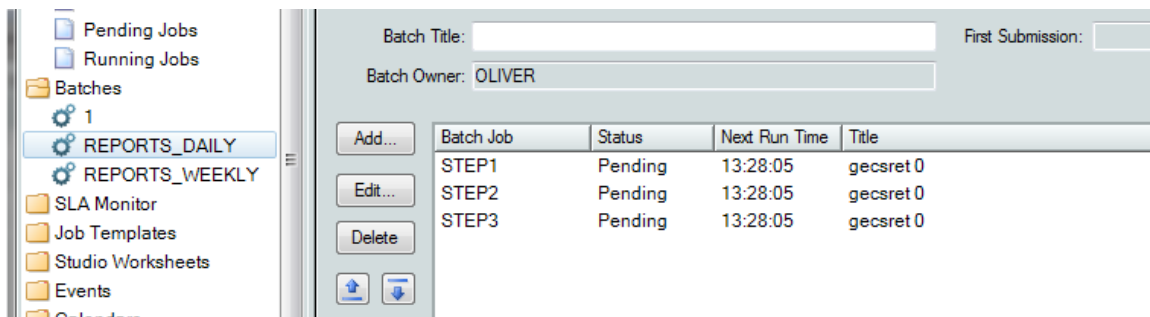 Pending Jobs
Running Jobs
Batches
1
REPORTS_DAILY
REPORTS_WEEKLY
SLA Monitor
Job Templates
Studio Worksheets
Events
Calendars
Batch Title:
First Submission:
Batch Owner: OLIVER
Add...
Edit...
Delete
Batch Job Status Next Run Time Title
STEP1 Pending 13:28:05 gecsret 0
STEP2 Pending 13:28:05 gecsret 0
STEP3 Pending 13:28:05 gecsret 0